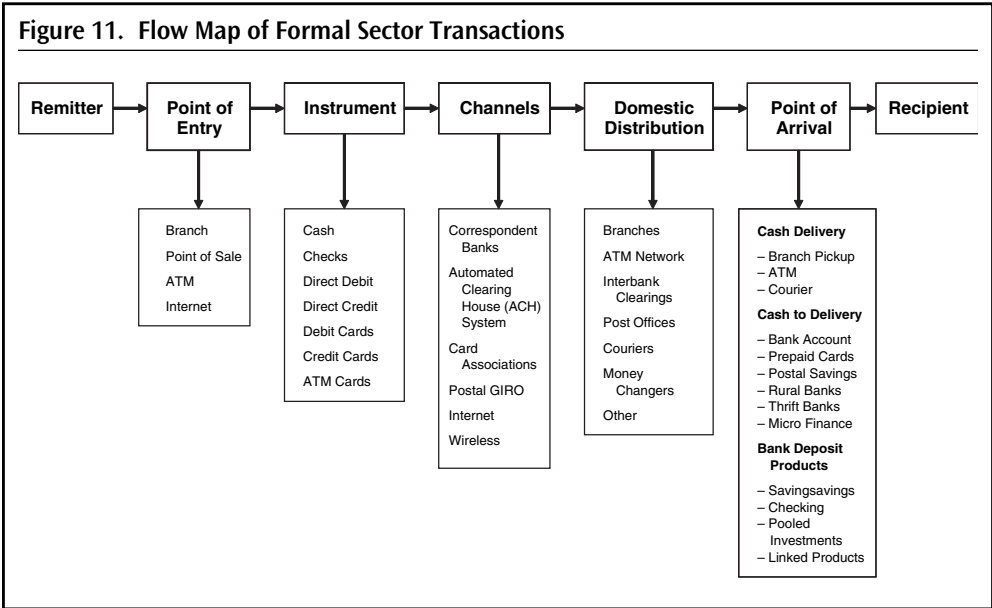 Figure 11. Flow Map of Formal Sector Transactions
Remitter
Point of
Entry
Instrument
Channels
Domestic
Distribution
Point of
Arrival
Recipient
Branch
Point of Sale
ATM
Internet
Cash
Checks
Direct Debit
Direct Credit
Debit Cards
Credit Cards
ATM Cards
Correspondent
Banks
Automated
Clearing
House (ACH)
System
Card
Associations
Postal GIRO
Internet
Wireless
Branches
ATM Network
Interbank
Clearings
Post Offices
Couriers
Money
Changers
Other
Cash Delivery
– Branch Pickup
– ATM
– Courier
Cash to Delivery
– Bank Account
– Prepaid Cards
– Postal Savings
– Rural Banks
– Thrift Banks
– Micro Finance
Bank Deposit
Products
– Savingsavings
– Checking
– Pooled
Investments
– Linked Products